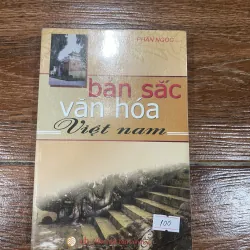 PHAN NGỌC
bản sắc
văn hóa
Việt nam
100